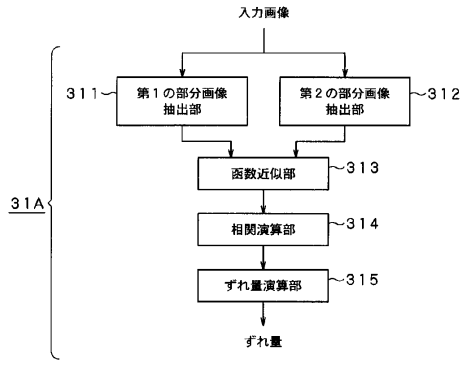 入力画像
311 第1の部分画像 第2の部分画像 312
抽出部 抽出部
函数近似部 313
31A 相関演算部 314
ずれ量演算部 315
ずれ量